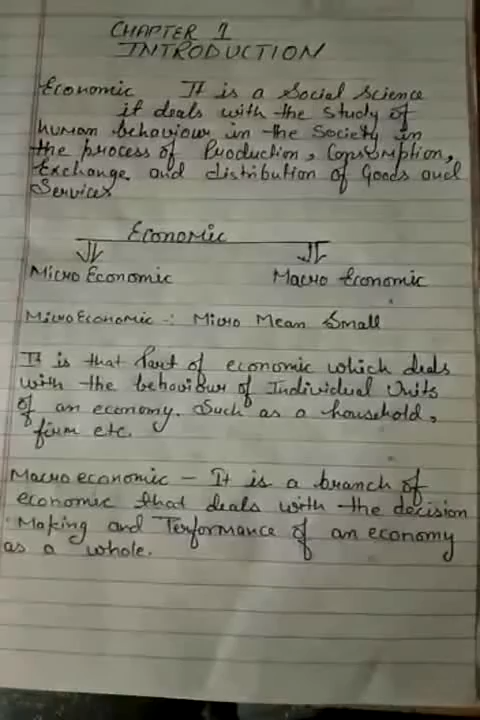 CHAPTER 1
INTRODUCTION
Economic It is a Social Science
it deals with the study of
human behaviour in the Society in
the process of Production, Consomption,
Exchange and distribution of Goods and
Services
Economic
Micro Economic Macro Economic
Micro Economic -: Micro Mean Small
It is that Part of economic which deals
with the behaviour of Individual Units
of an economy. Such as a household,
firm etc.
Macro economic - It is a branch of
economic that deals with the decision
Making and Performance of an economy
as a whole.